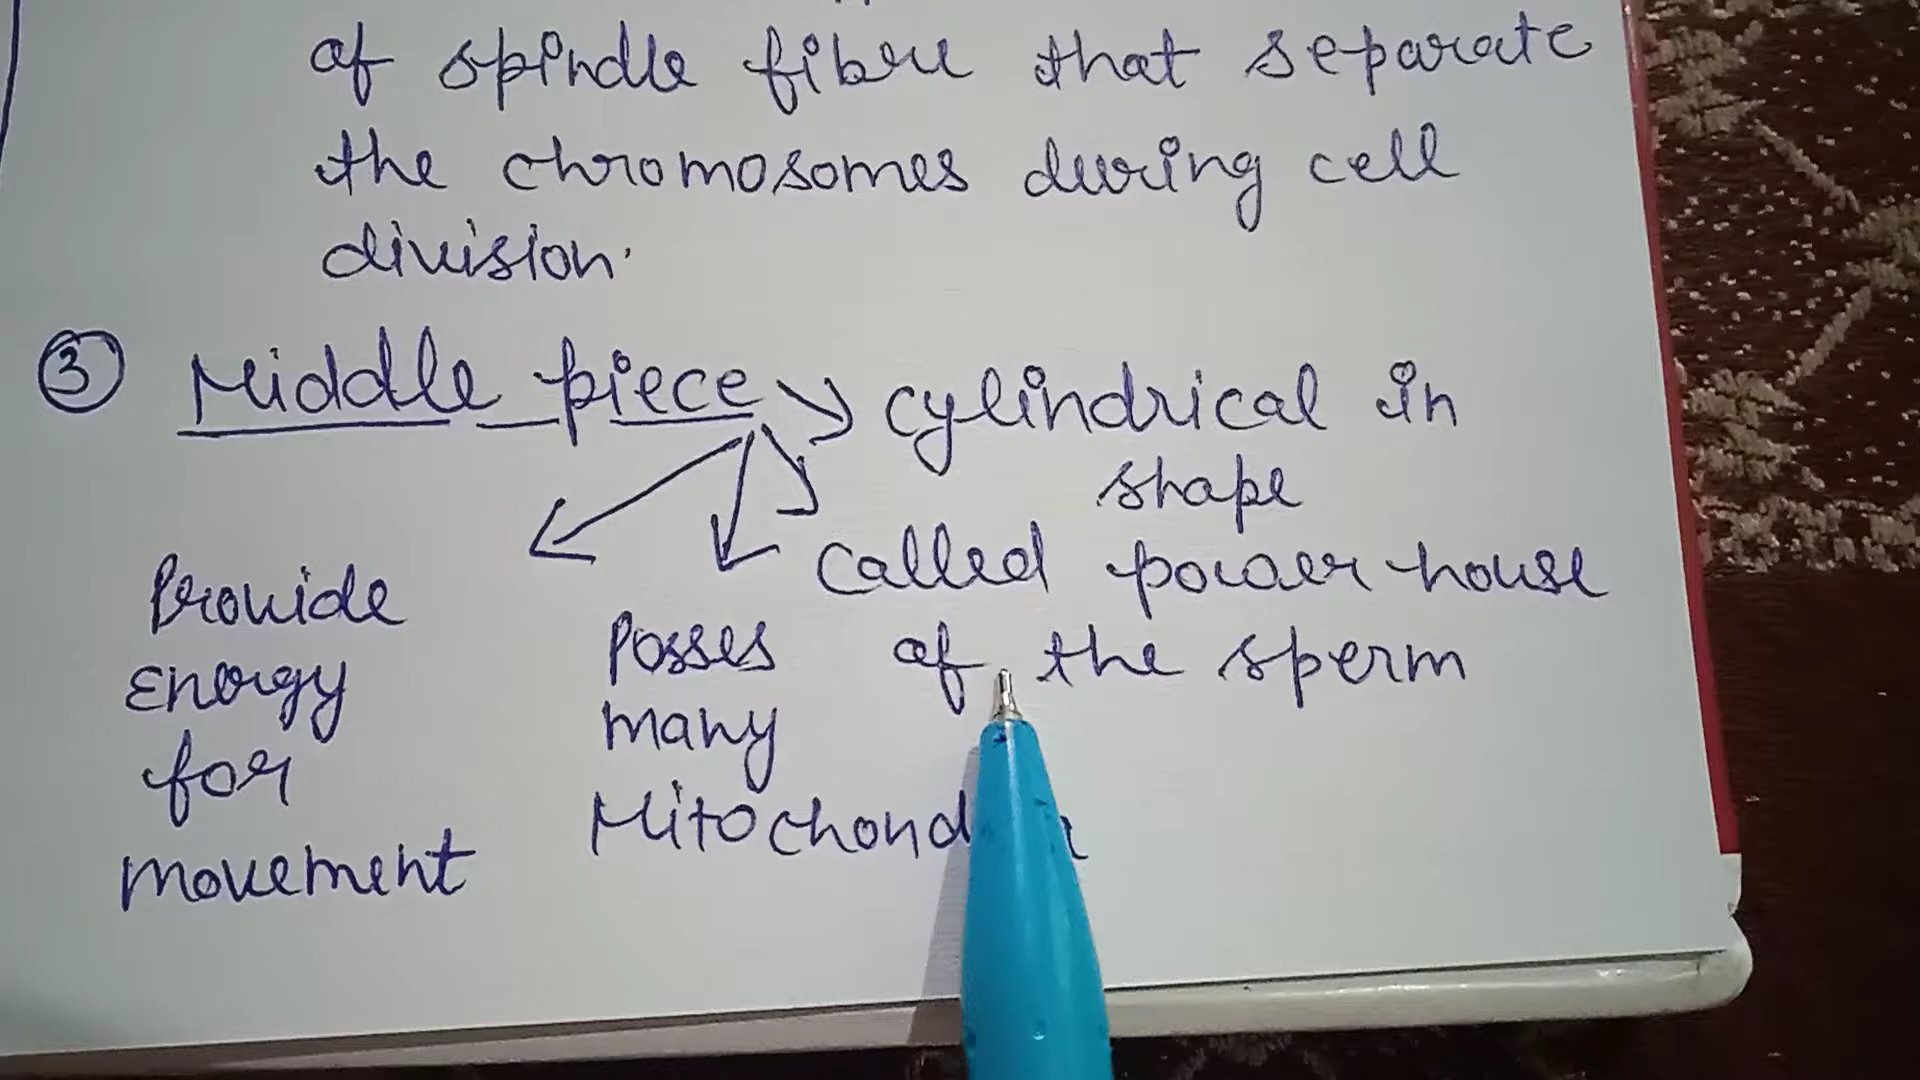 of spindle fibre that separate
the chromosomes during cell
division.
③ Middle piece → cylindrical in
shape
called power house
of the sperm
Provide
Energy
for
movement
Posses
many